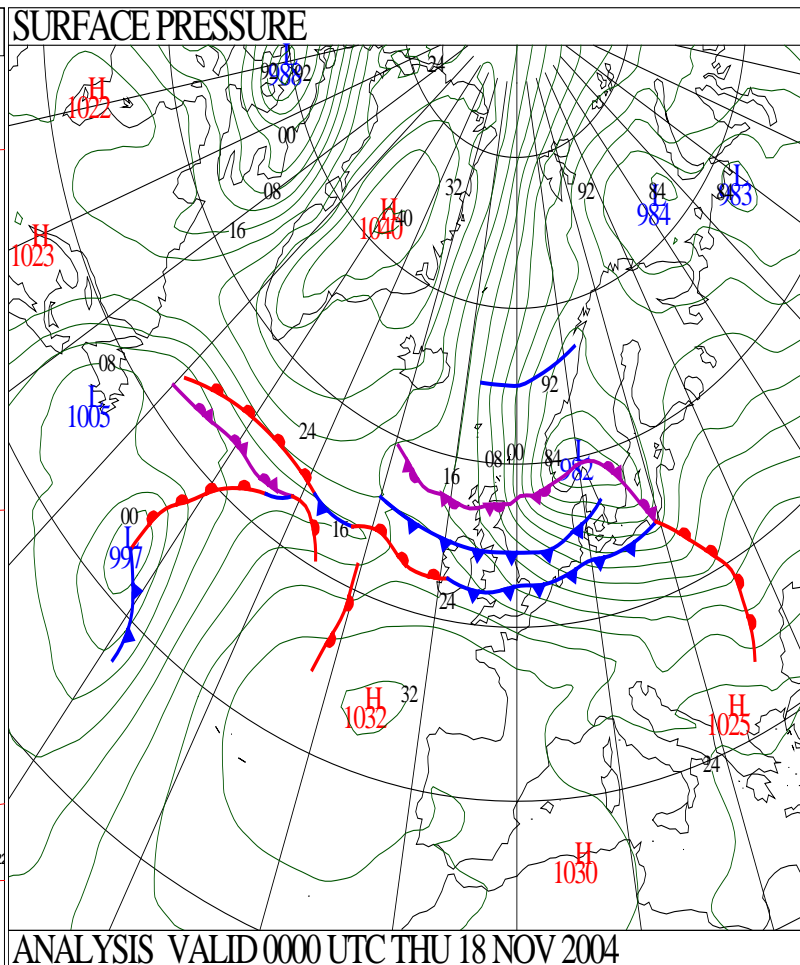 SURFACE PRESSURE
L
988
24
H
1022
00
32
08
92
84
L
984
L
983
H
1040
40
16
H
1023
08
L
1005
92
24
16
08
00
84
L
982
00
L
997
16
24
H
1032
32
H
1025
24
H
1030
ANALYSIS VALID 0000 UTC THU 18 NOV 2004